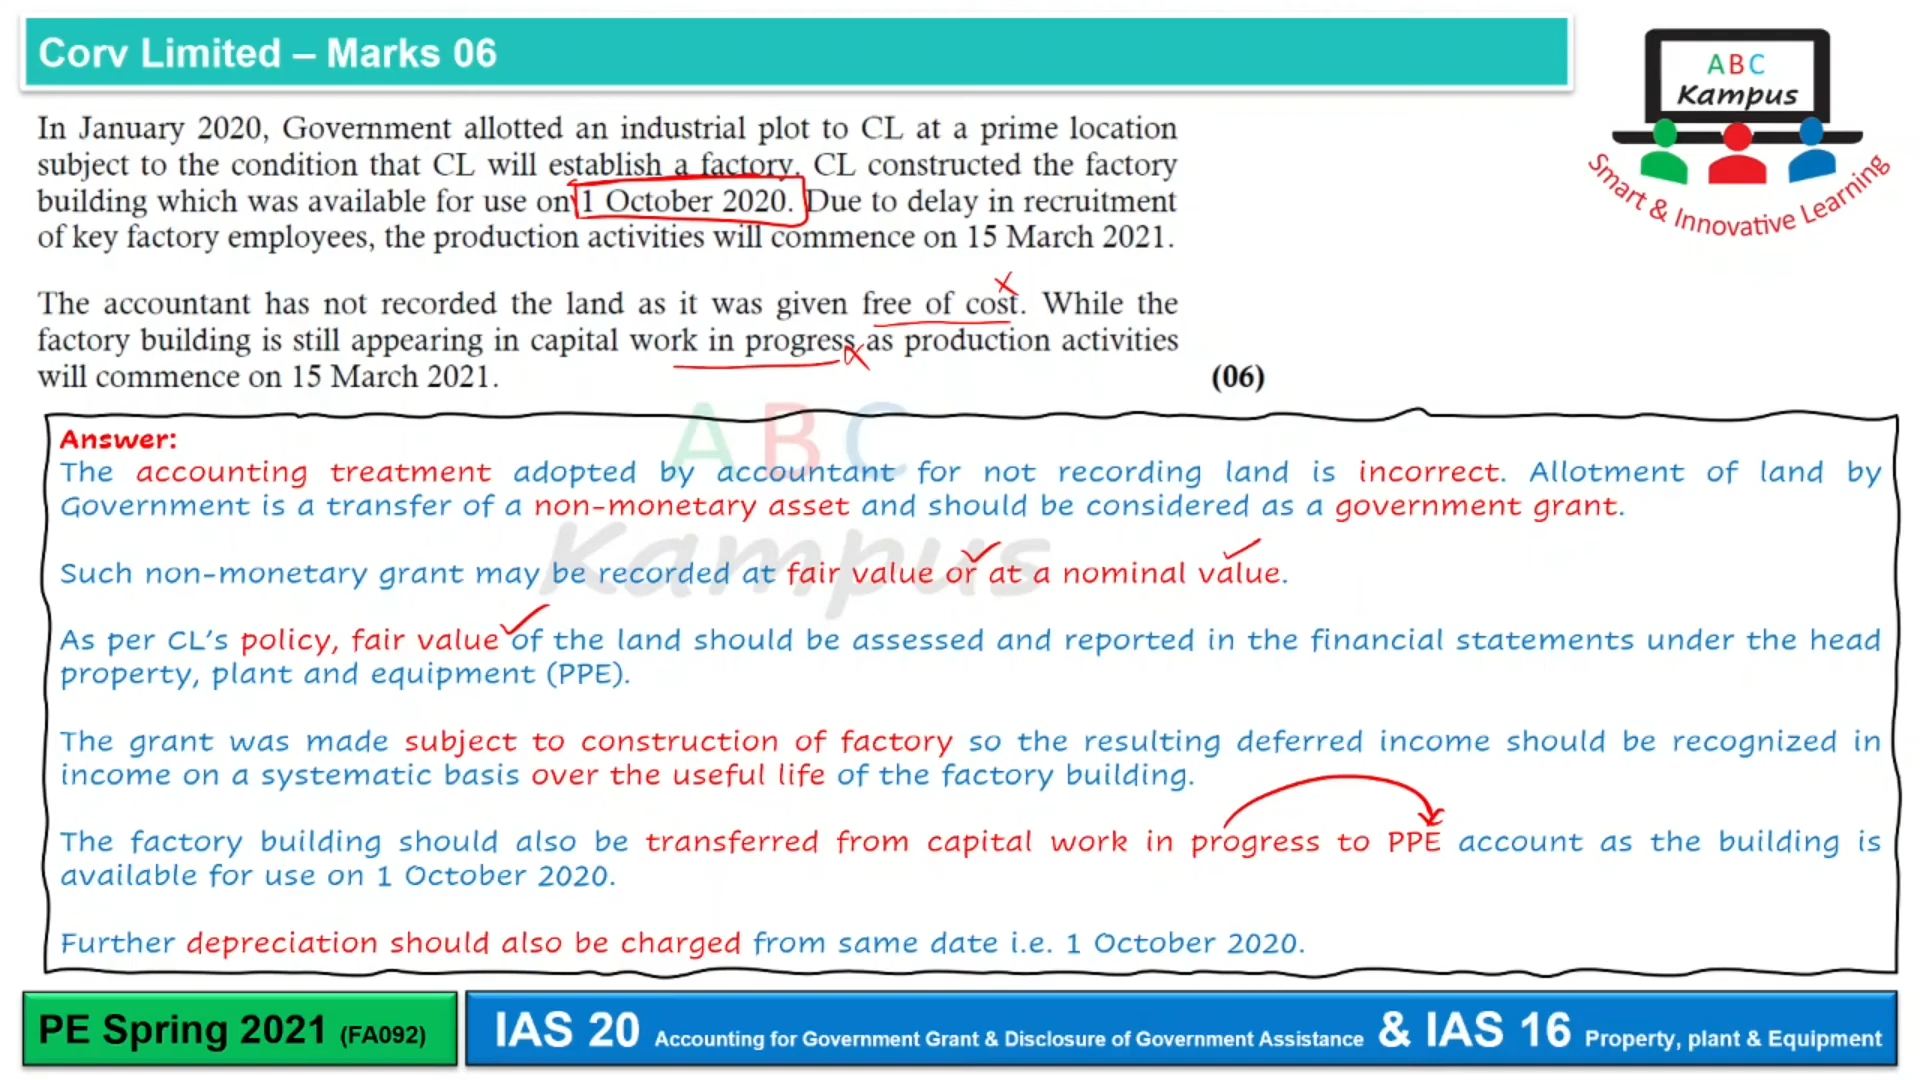 Corv Limited – Marks 06
ABC
Kampus
Smart & Innovative Learning
In January 2020, Government allotted an industrial plot to CL at a prime location
subject to the condition that CL will establish a factory. CL constructed the factory
building which was available for use on 1 October 2020. Due to delay in recruitment
of key factory employees, the production activities will commence on 15 March 2021.
The accountant has not recorded the land as it was given free of cost. While the
factory building is still appearing in capital work in progress as production activities
will commence on 15 March 2021. (06)
ABC
Kampus
Answer:
The accounting treatment adopted by accountant for not recording land is incorrect. Allotment of land by
Government is a transfer of a non-monetary asset and should be considered as a government grant.
Such non-monetary grant may be recorded at fair value or at a nominal value.
As per CL's policy, fair value of the land should be assessed and reported in the financial statements under the head
property, plant and equipment (PPE).
The grant was made subject to construction of factory so the resulting deferred income should be recognized in
income on a systematic basis over the useful life of the factory building.
The factory building should also be transferred from capital work in progress to PPE account as the building is
available for use on 1 October 2020.
Further depreciation should also be charged from same date i.e. 1 October 2020.
PE Spring 2021 (FA092)
IAS 20 Accounting for Government Grant & Disclosure of Government Assistance & IAS 16 Property, plant & Equipment